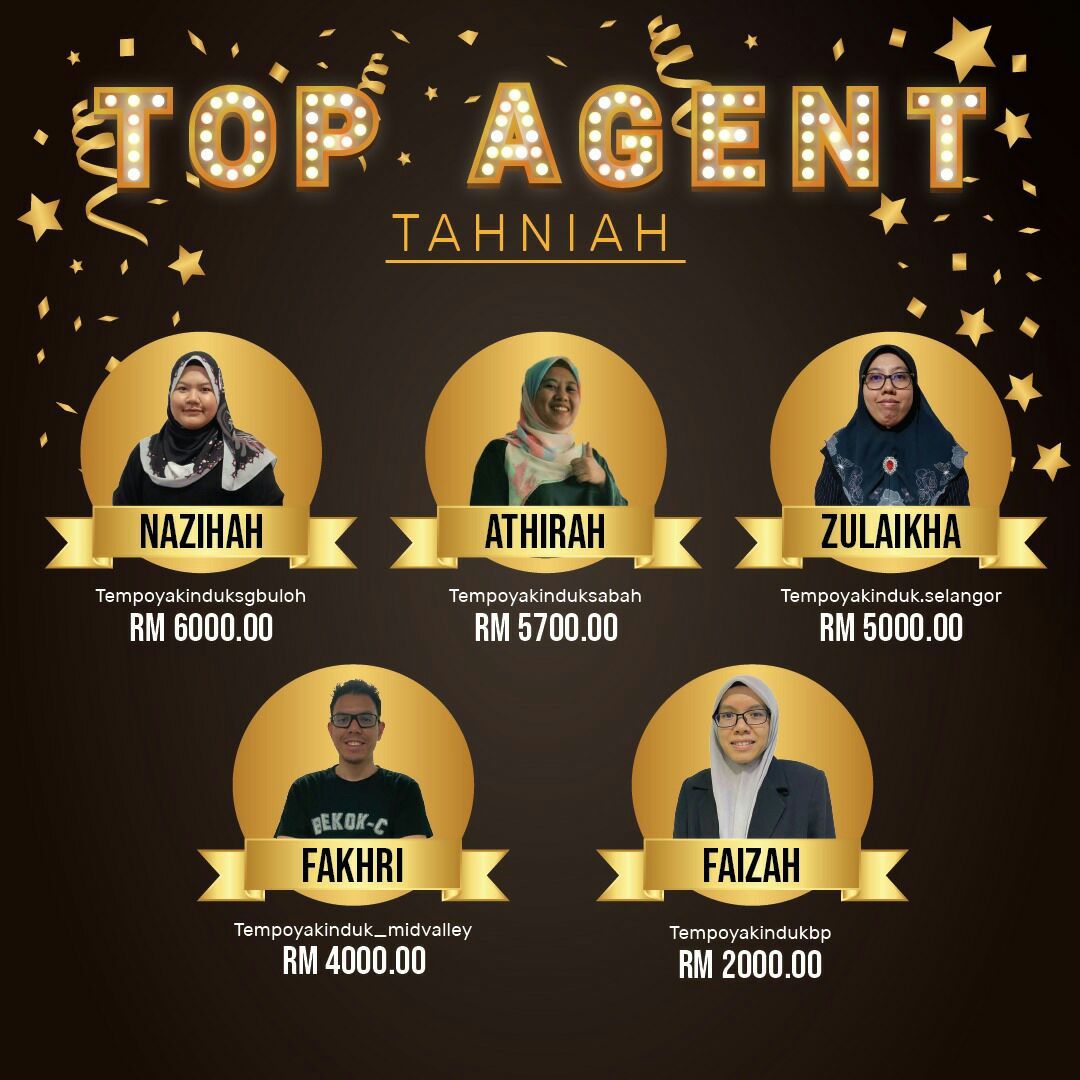 TOP AGENT
TAHNIAH
NAZIHAH
Tempoyakinduksgbuloh
RM 6000.00
ATHIRAH
Tempoyakinduksabah
RM 5700.00
ZULAIKHA
Tempoyakinduk.selangor
RM 5000.00
BEKOK-C
FAKHRI
Tempoyakinduk_midvalley
RM 4000.00
FAIZAH
Tempoyakindukbp
RM 2000.00